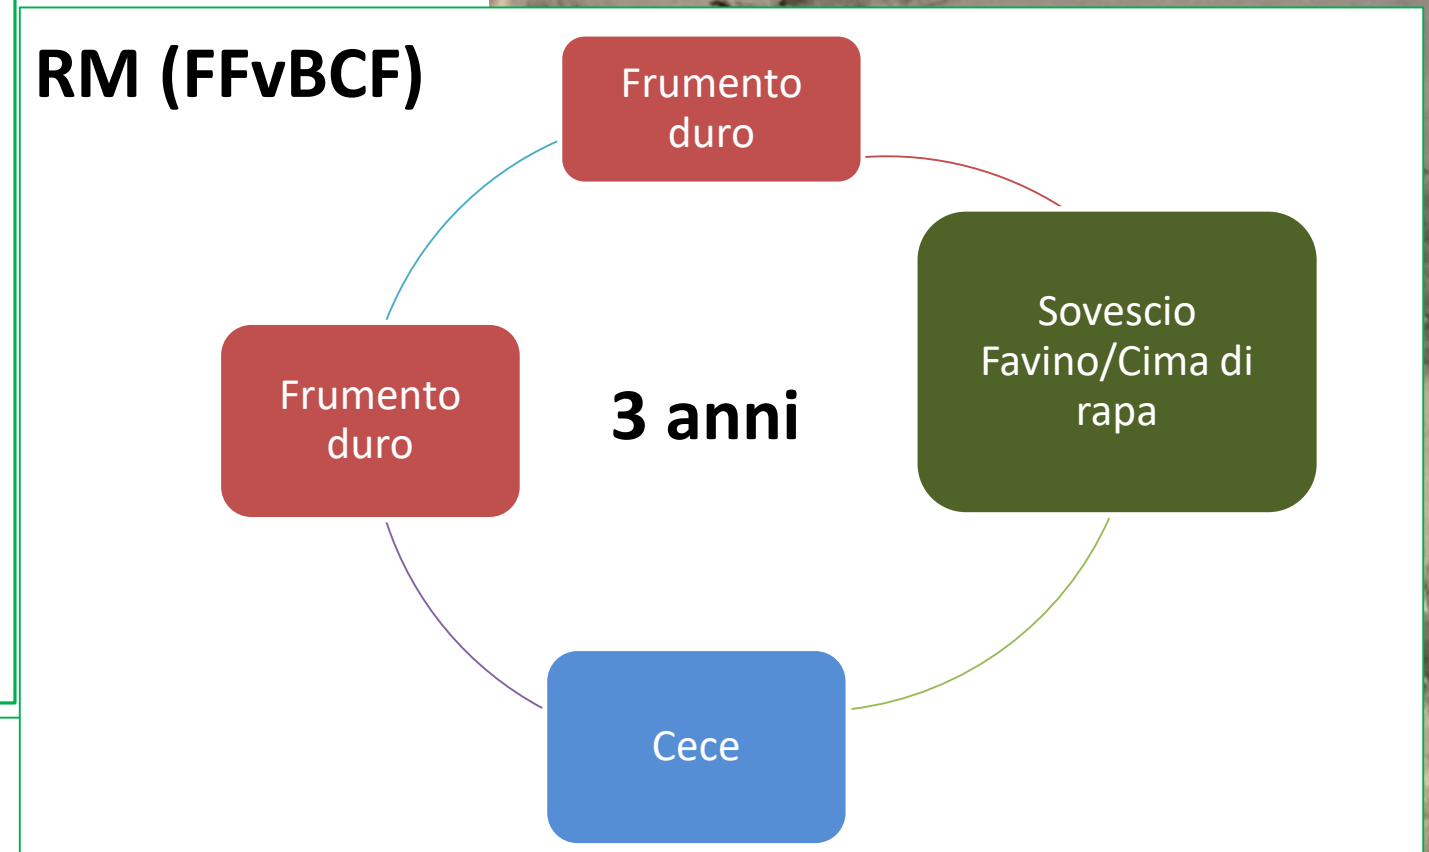 RM (FFvBCF)
Frumento
duro
Sovescio
Favino/Cima di
rapa
Frumento
duro
3 anni
Cece